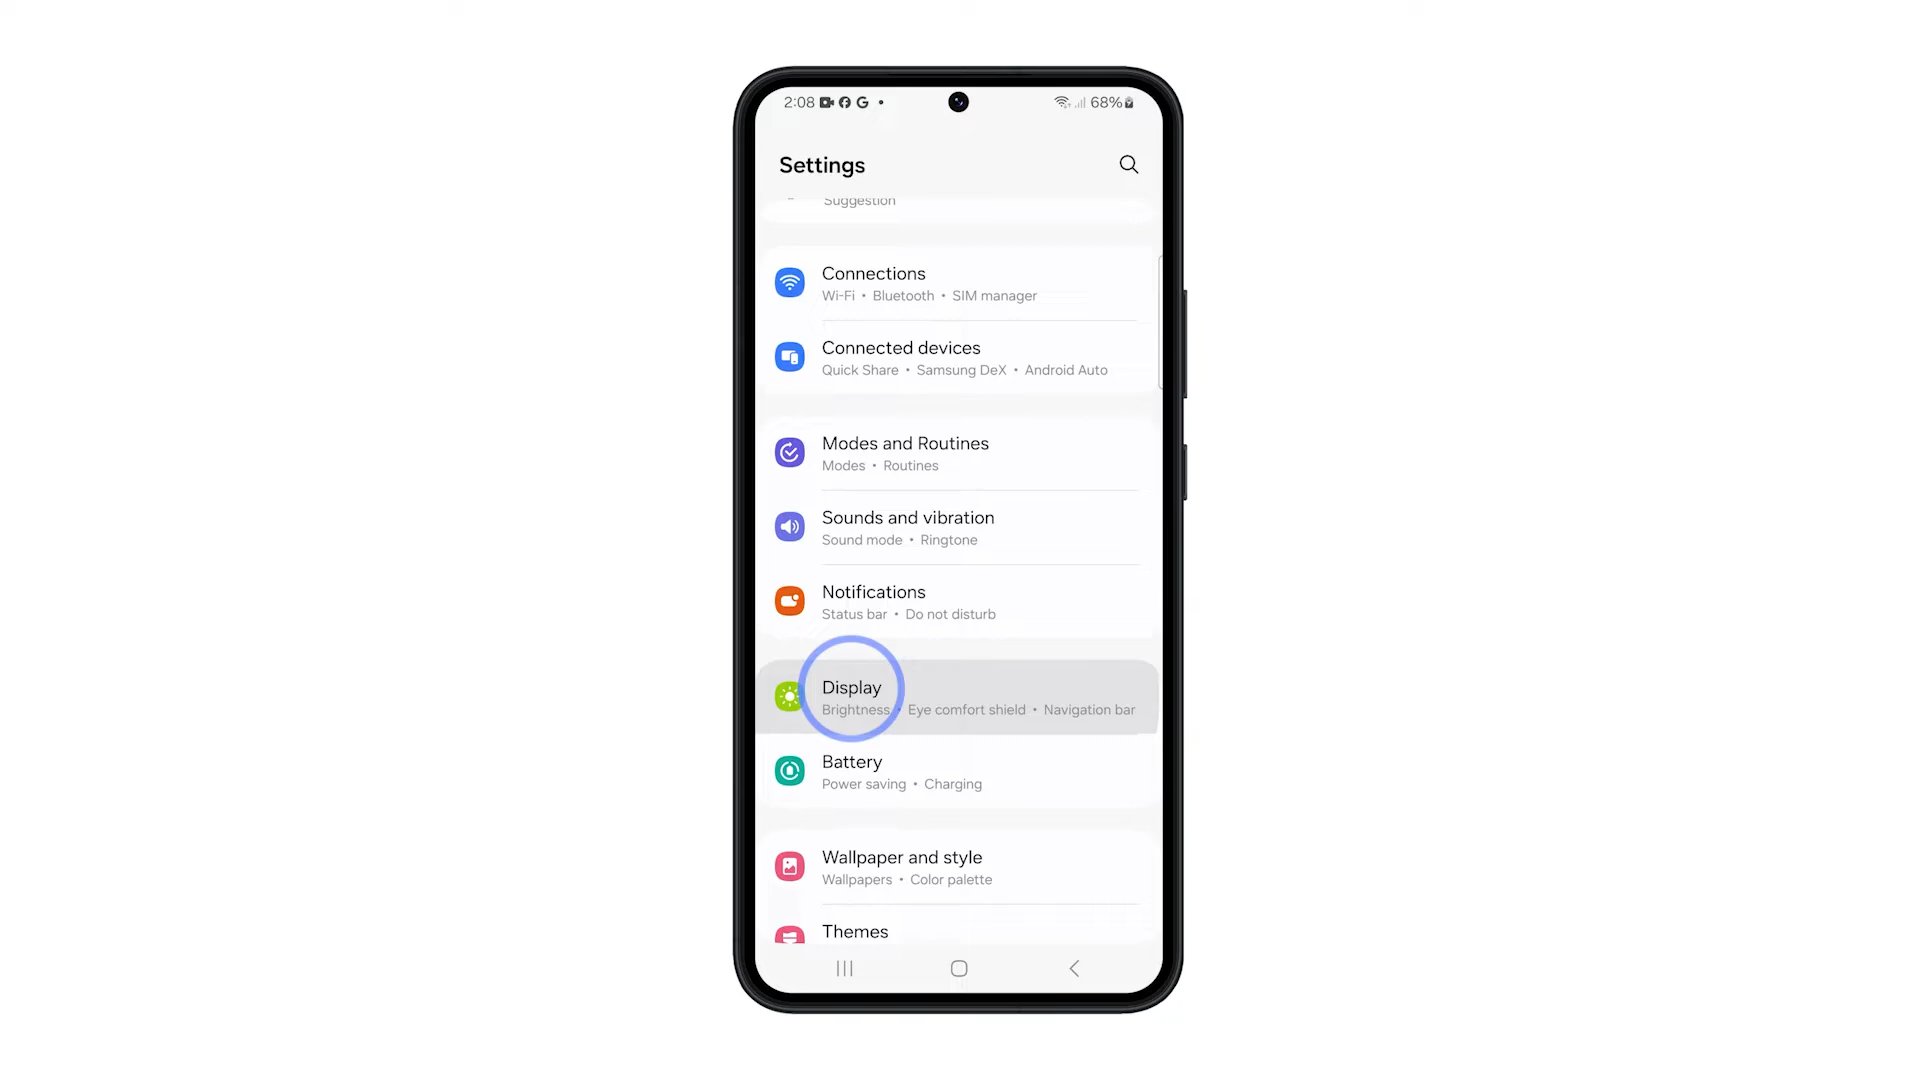 2:08 68%
Settings
Suggestion
Connections
Wi-Fi • Bluetooth • SIM manager
Connected devices
Quick Share • Samsung DeX • Android Auto
Modes and Routines
Modes • Routines
Sounds and vibration
Sound mode • Ringtone
Notifications
Status bar • Do not disturb
Display
Brightness • Eye comfort shield • Navigation bar
Battery
Power saving • Charging
Wallpaper and style
Wallpapers • Color palette
Themes